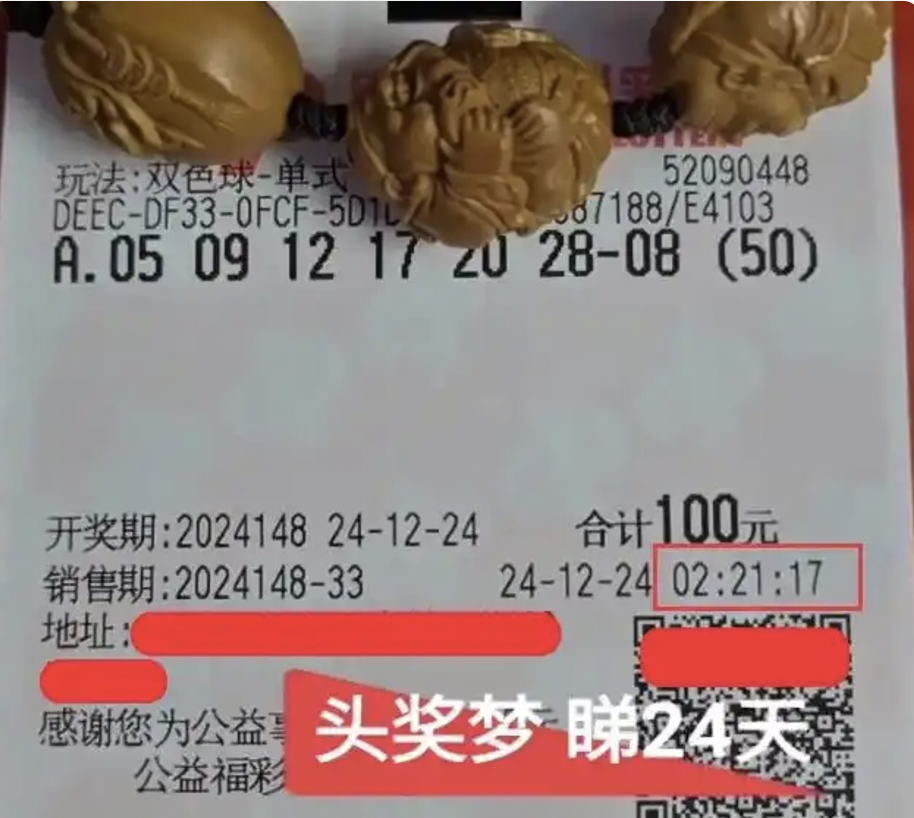 玩法:双色球-单式
52090448
DEEC-DF33-0FCF-5D1
87188/E4103
A.05 09 12 17 20 28-08 (50)
开奖期:2024148 24-12-24
合计100元
销售期:2024148-33
24-12-24 02:21:17
地址:
感谢您为公益
公益福彩
头奖梦 睇24天